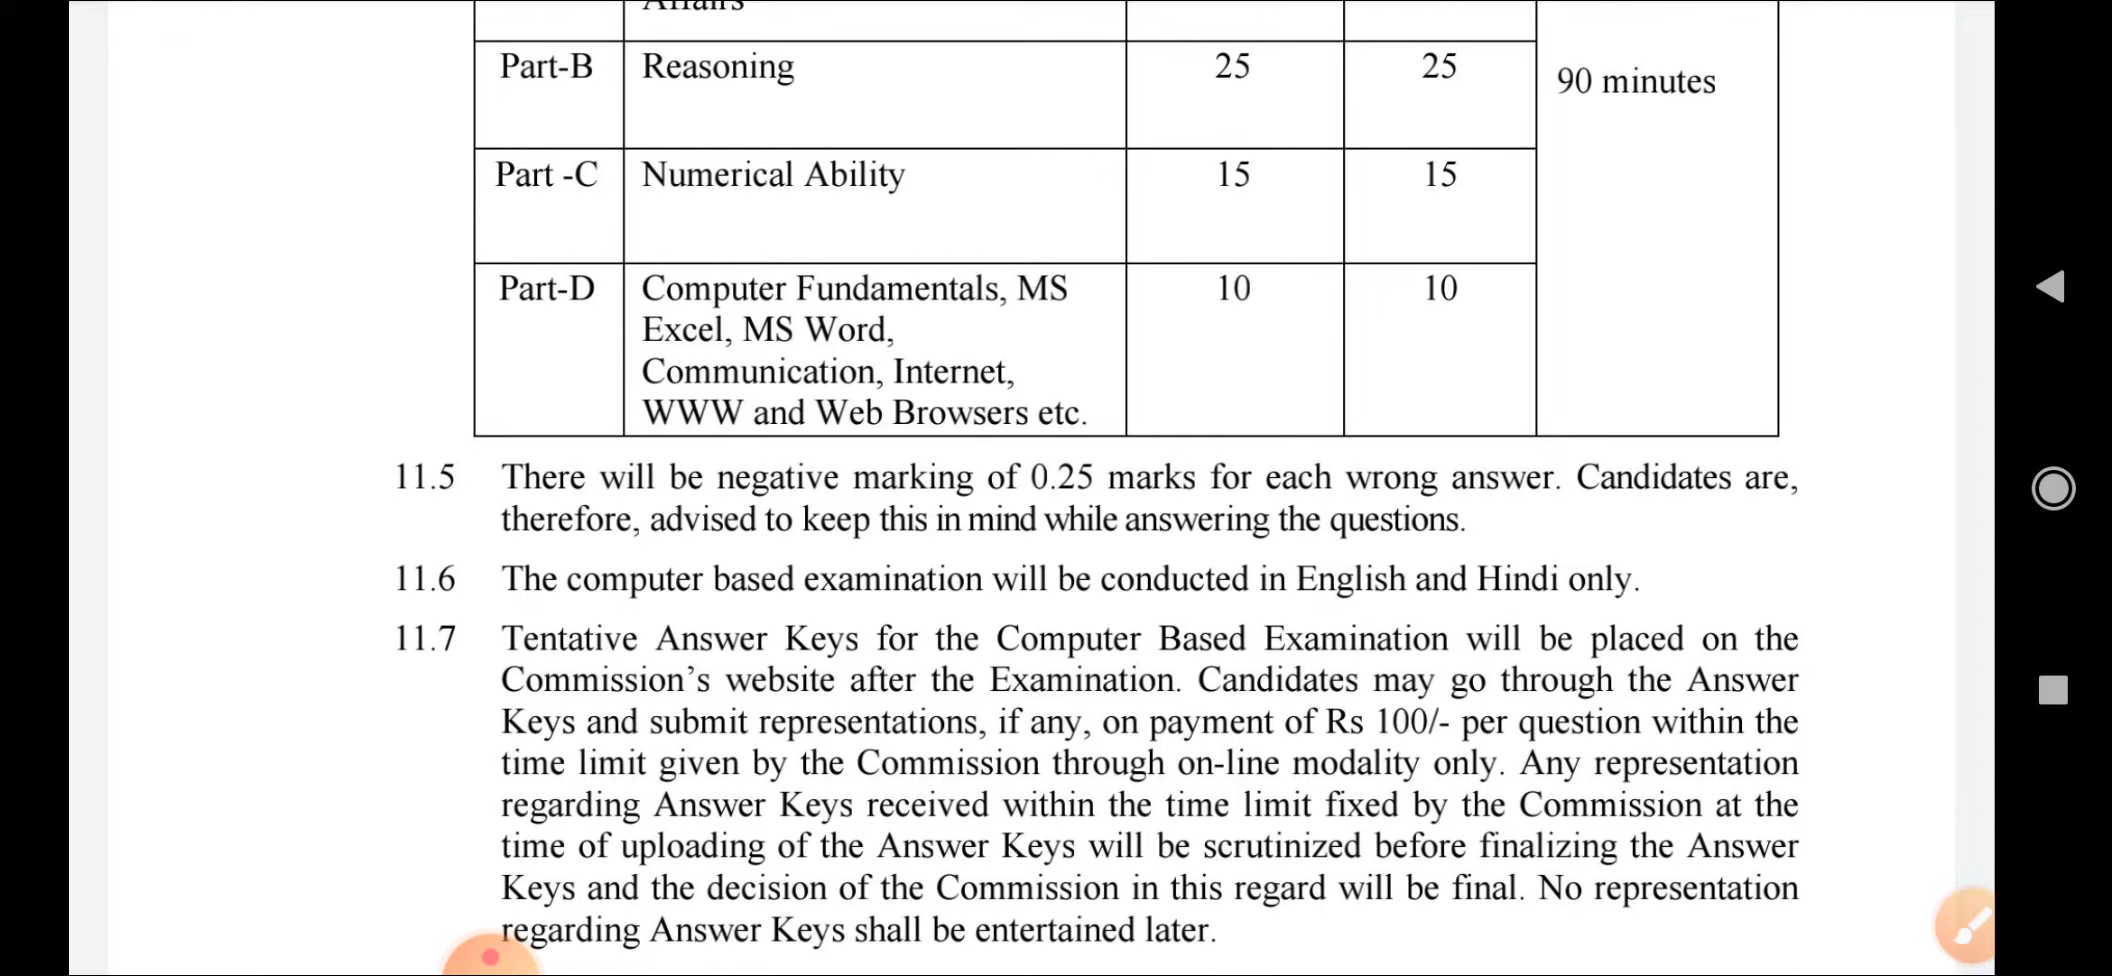 Affairs
Part-B Reasoning 25 25 90 minutes
Part -C Numerical Ability 15 15
Part-D Computer Fundamentals, MS 10 10
Excel, MS Word,
Communication, Internet,
WWW and Web Browsers etc.
11.5 There will be negative marking of 0.25 marks for each wrong answer. Candidates are,
therefore, advised to keep this in mind while answering the questions.
11.6 The computer based examination will be conducted in English and Hindi only.
11.7 Tentative Answer Keys for the Computer Based Examination will be placed on the
Commission’s website after the Examination. Candidates may go through the Answer
Keys and submit representations, if any, on payment of Rs 100/- per question within the
time limit given by the Commission through on-line modality only. Any representation
regarding Answer Keys received within the time limit fixed by the Commission at the
time of uploading of the Answer Keys will be scrutinized before finalizing the Answer
Keys and the decision of the Commission in this regard will be final. No representation
regarding Answer Keys shall be entertained later.